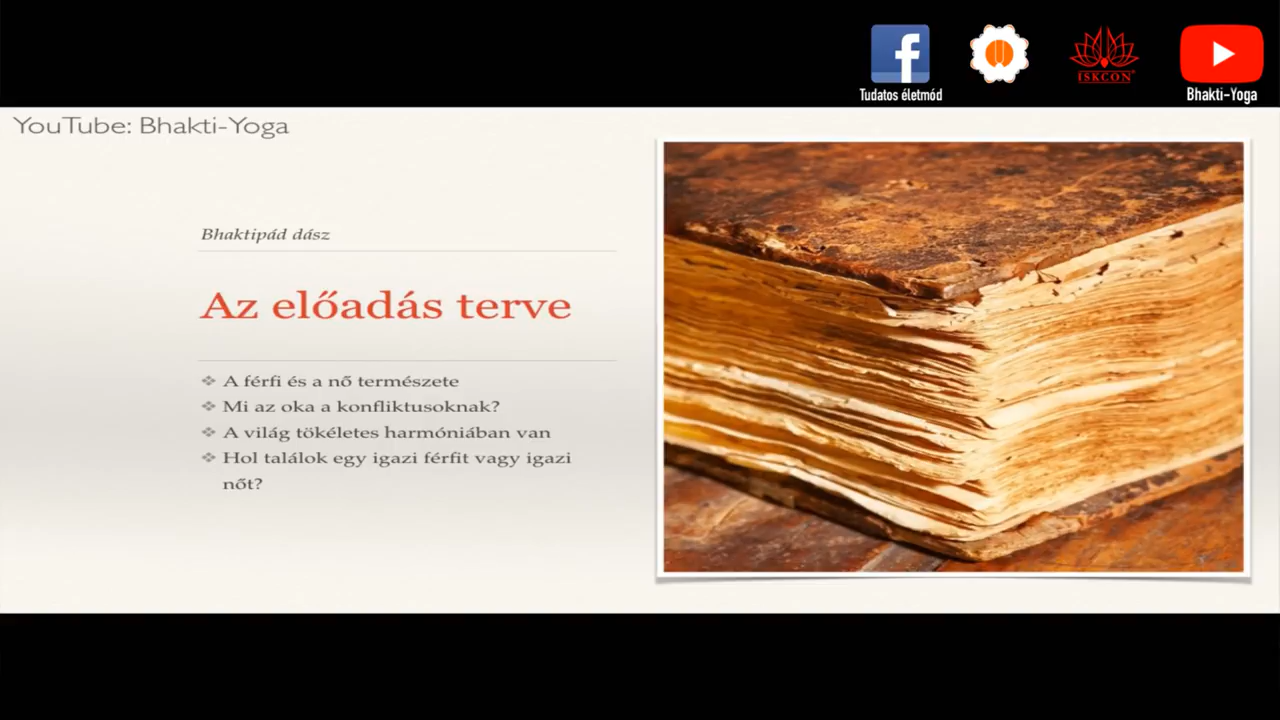 Tudatos életmód
ISKCON
Bhakti-Yoga
YouTube: Bhakti-Yoga
Bhaktipád dász
Az előadás terve
❖ A férfi és a nő természete
❖ Mi az oka a konfliktusoknak?
❖ A világ tökéletes harmóniában van
❖ Hol találok egy igazi férfit vagy igazi
nőt?